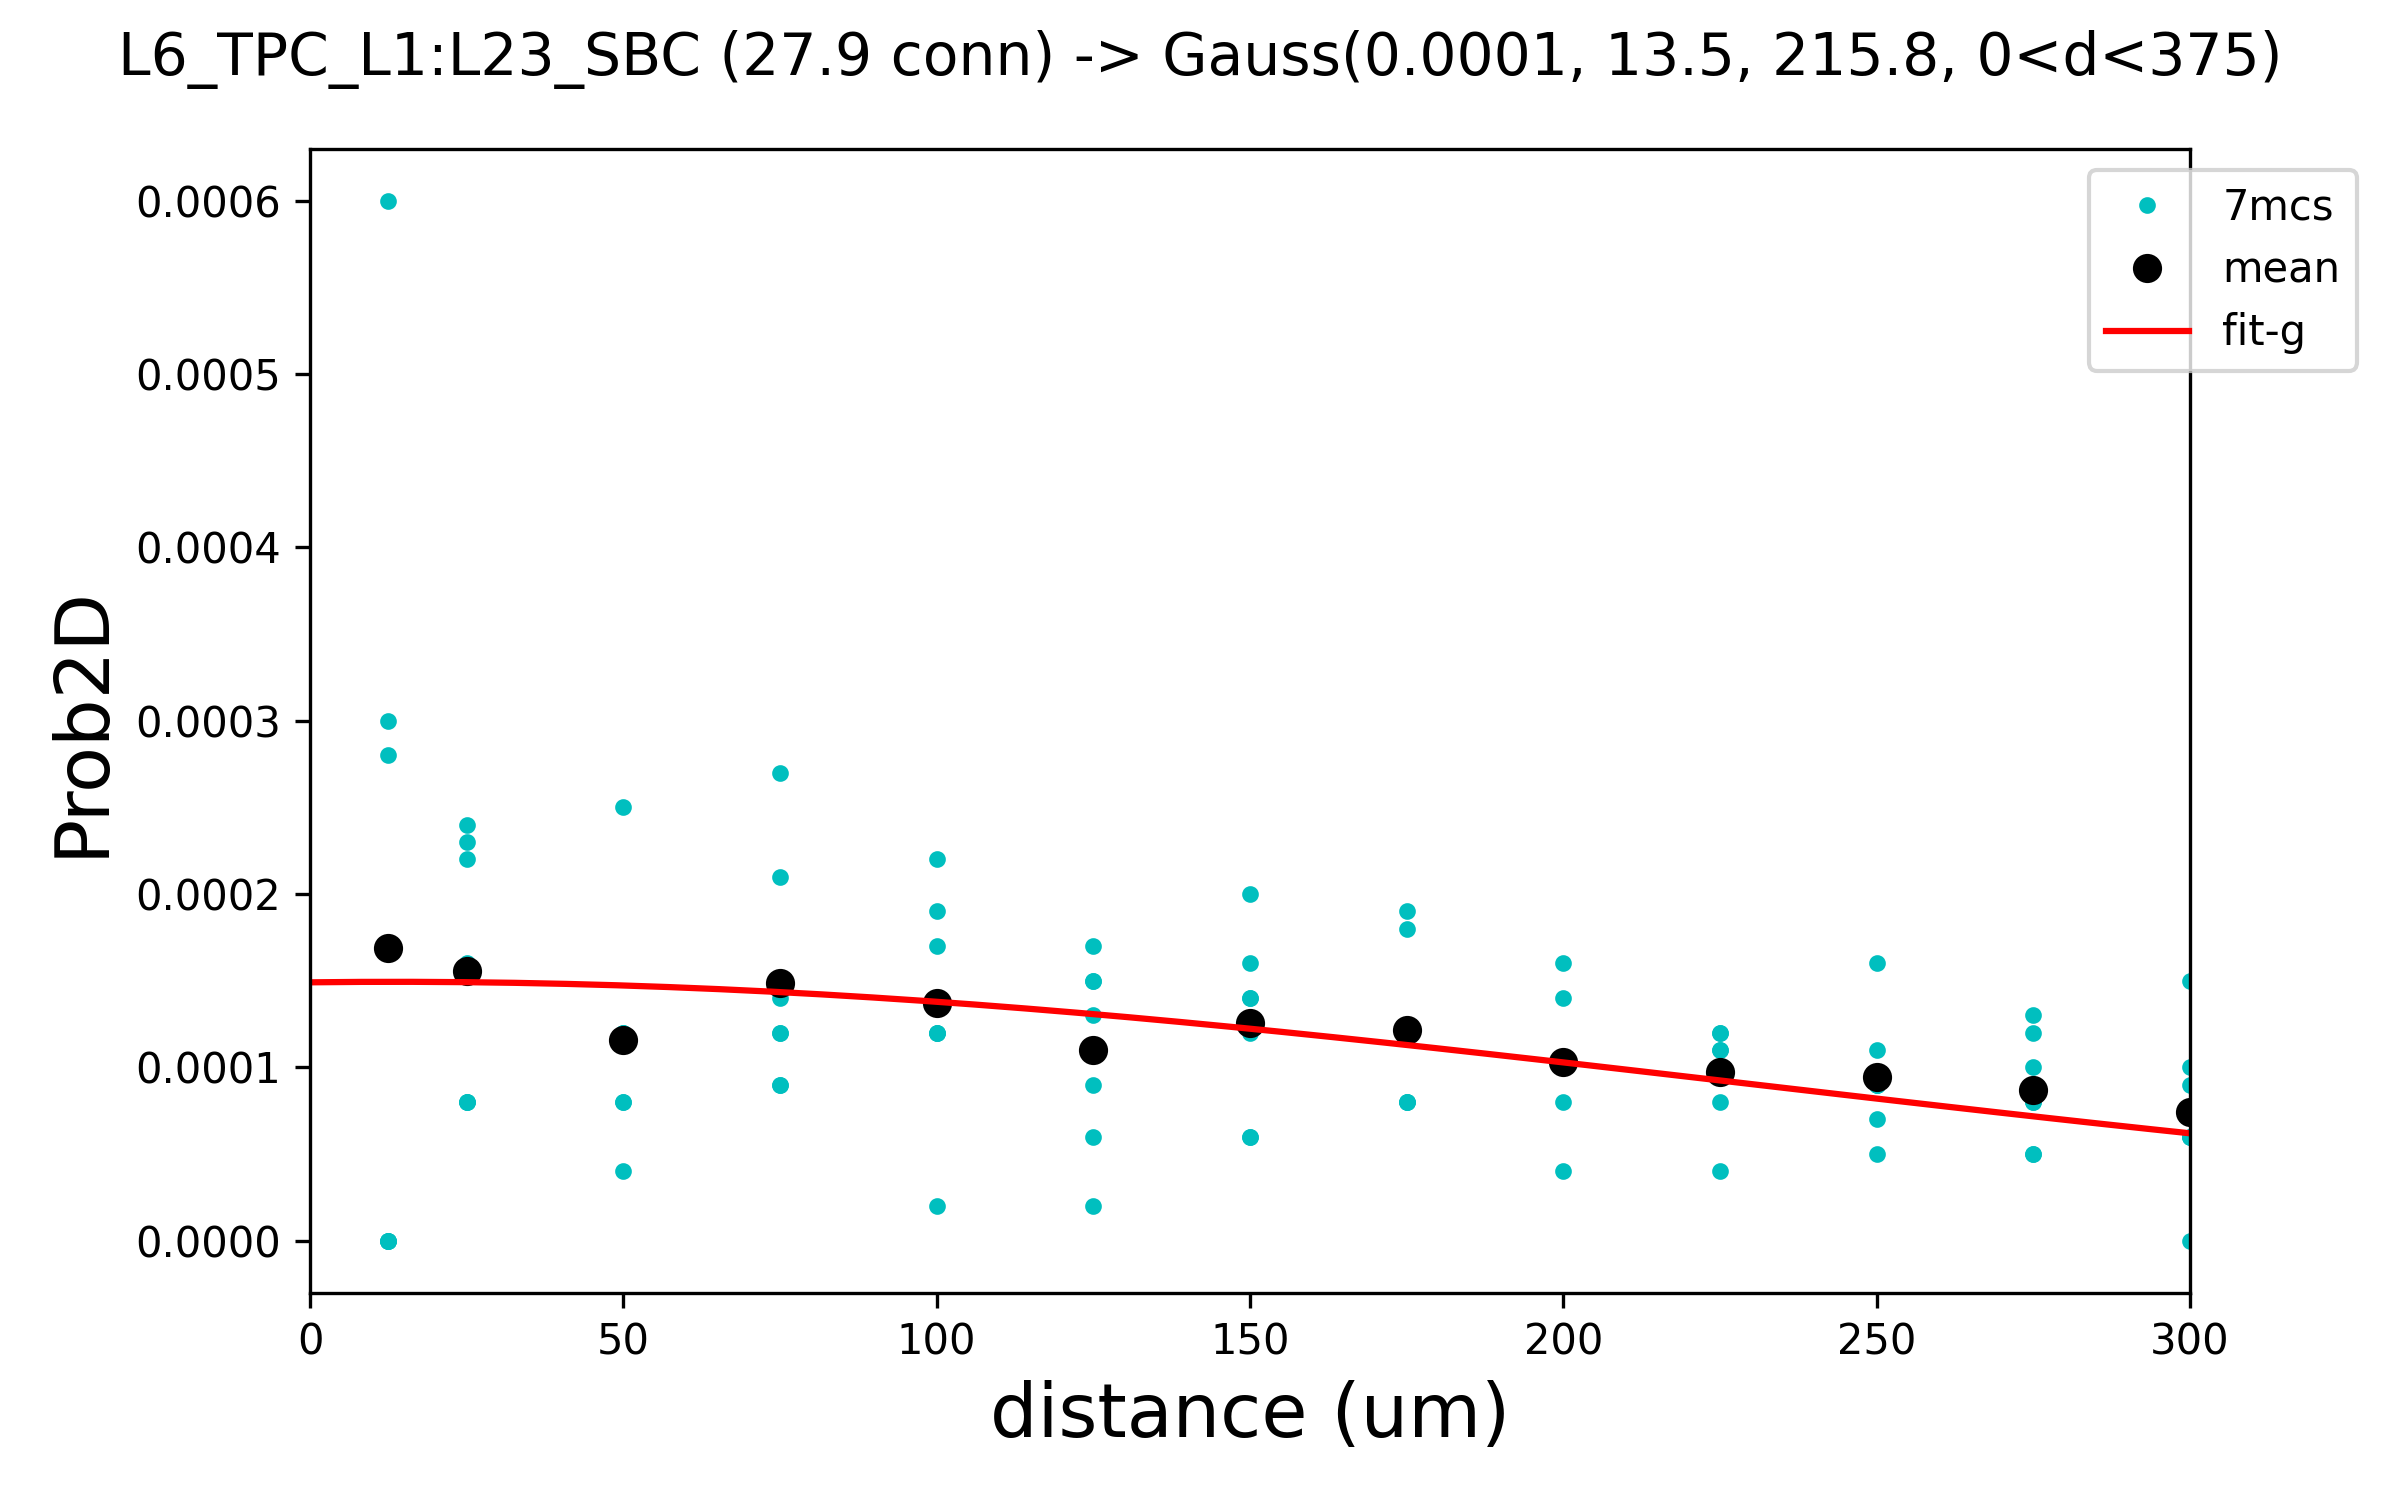 L6_TPC_L1:L23_SBC (27.9 conn) -> Gauss(0.0001, 13.5, 215.8, 0<d<375)
7mcs
mean
fit-g
Prob2D
0.0006
0.0005
0.0004
0.0003
0.0002
0.0001
0.0000
0 50 100 150 200 250 300
distance (um)